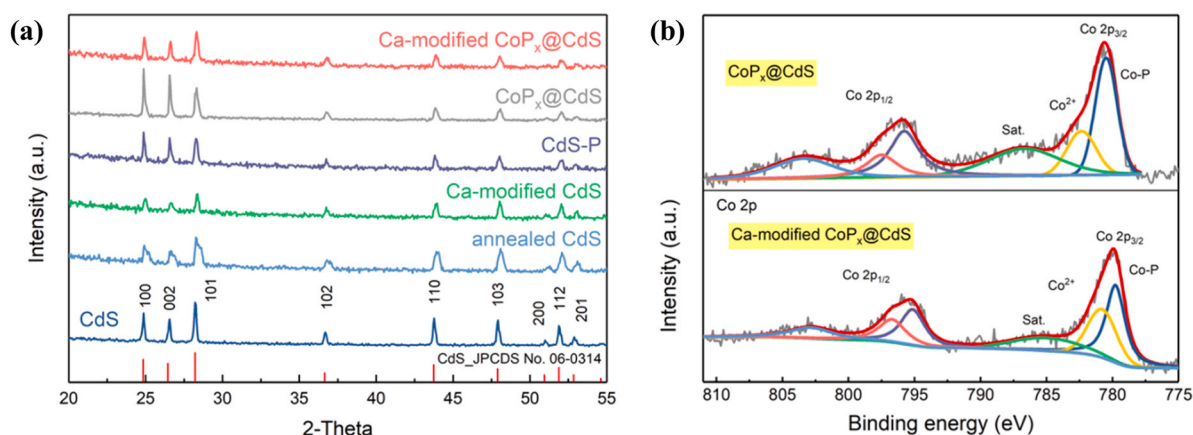 (a)
Intensity (a.u.)
Ca-modified CoPₓ@CdS
CoPₓ@CdS
CdS-P
Ca-modified CdS
annealed CdS
CdS
100
002
101
102
110
103
200
112
201
CdS_JPCDS No. 06-0314
20 25 30 35 40 45 50 55
2-Theta
(b)
Intensity (a.u.)
CoPₓ@CdS
Co 2p₃/₂
Co-P
Co²⁺
Co 2p₁/₂
Sat.
Co 2p
Ca-modified CoPₓ@CdS
Co 2p₃/₂
Co-P
Co²⁺
Co 2p₁/₂
Sat.
810 805 800 795 790 785 780 775
Binding energy (eV)